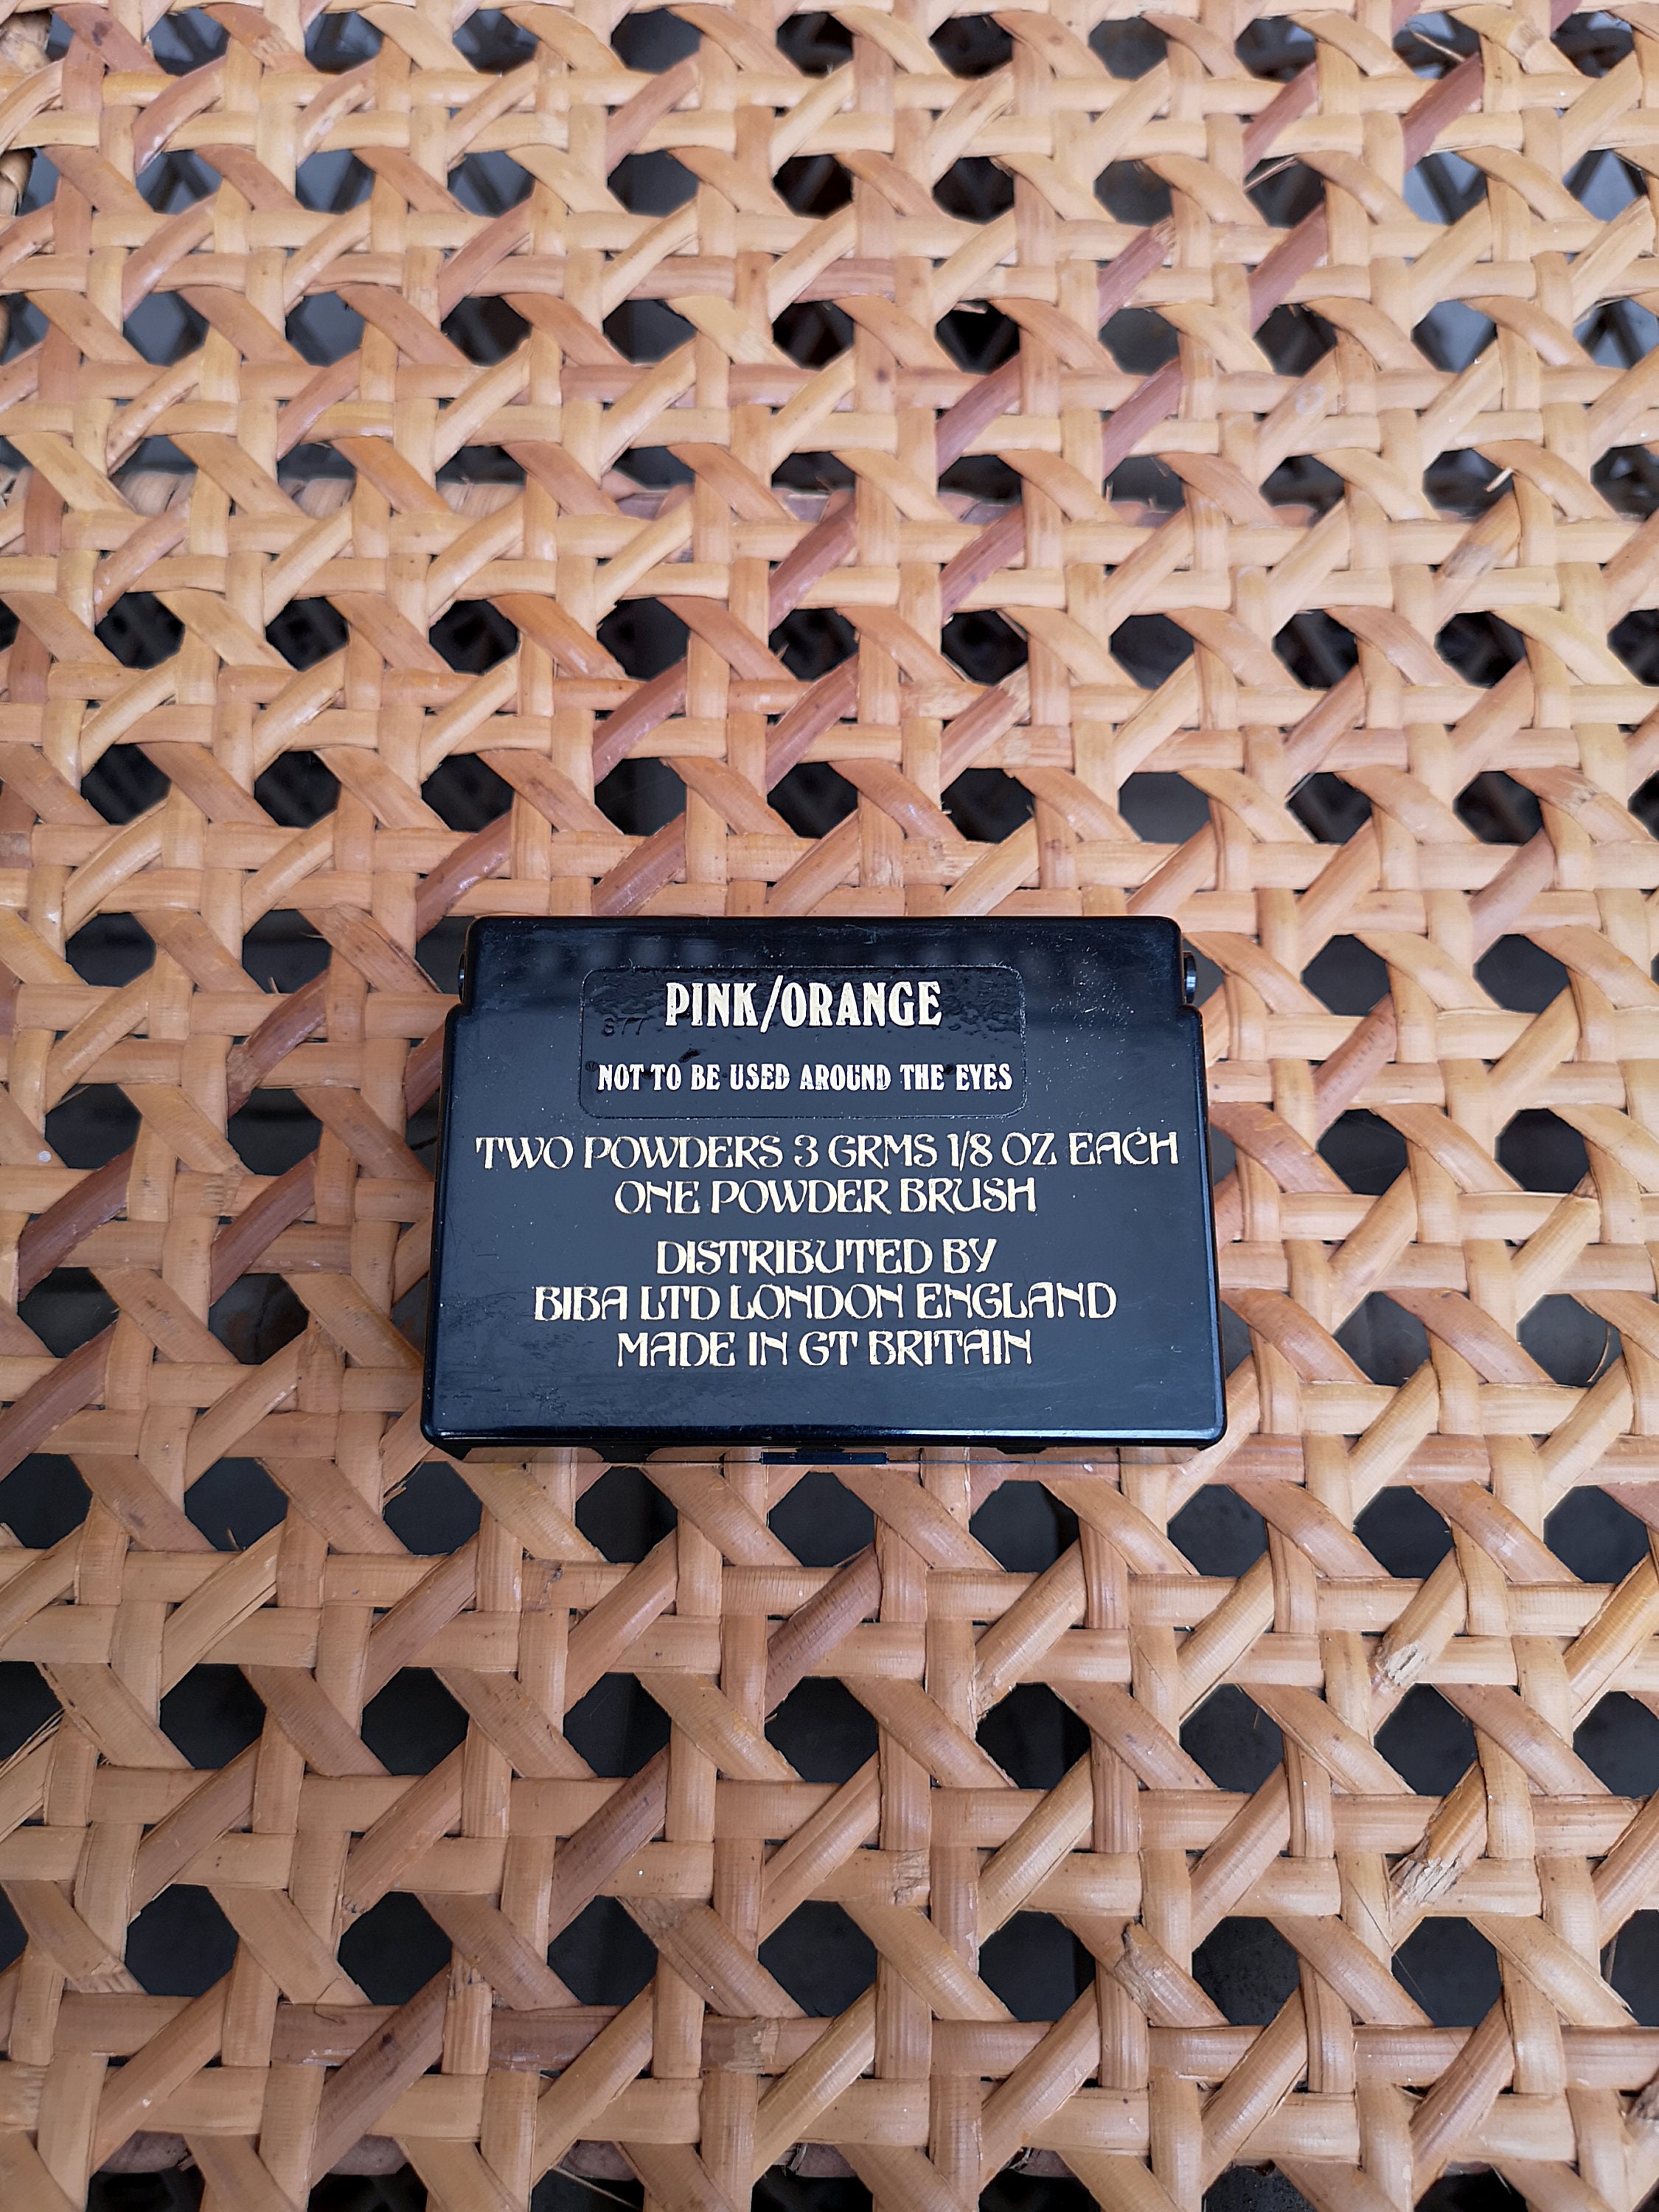 PINK/ORANGE
NOT TO BE USED AROUND THE EYES
TWO POWDERS 3 GRMS 1/8 OZ EACH
ONE POWDER BRUSH
DISTRIBUTED BY
BIBA LTD LONDON ENGLAND
MADE IN GT BRITAIN